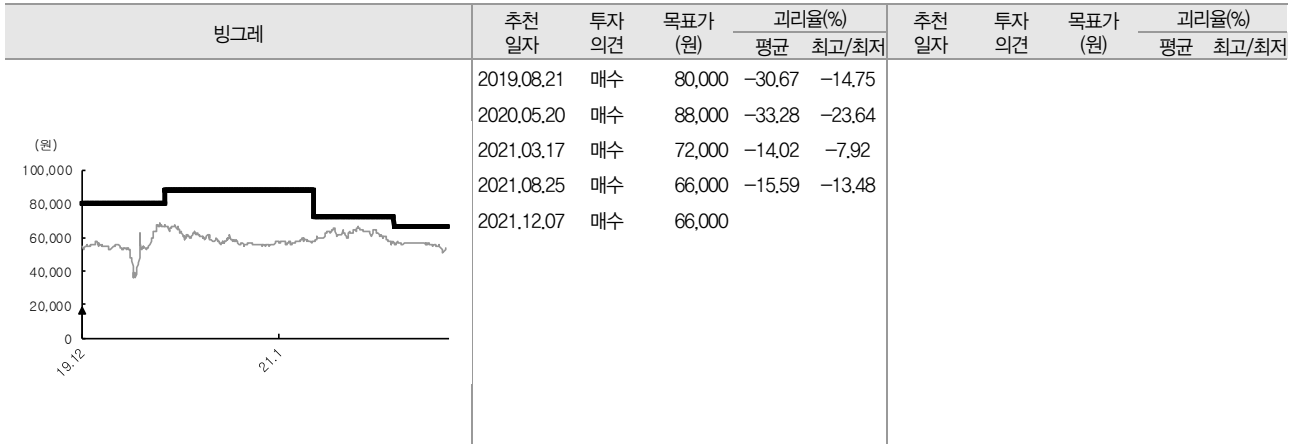 빙그레
추천 일자 투자 의견 목표가 (원) 괴리율(%) 평균 최고/최저 추천 일자 투자 의견 목표가 (원) 괴리율(%) 평균 최고/최저
2019.08.21 매수 80,000 -30.67 -14.75
2020.05.20 매수 88,000 -33.28 -23.64
2021.03.17 매수 72,000 -14.02 -7.92
2021.08.25 매수 66,000 -15.59 -13.48
2021.12.07 매수 66,000
(원)
100,000
80,000
60,000
40,000
20,000
0
19.12 21.1